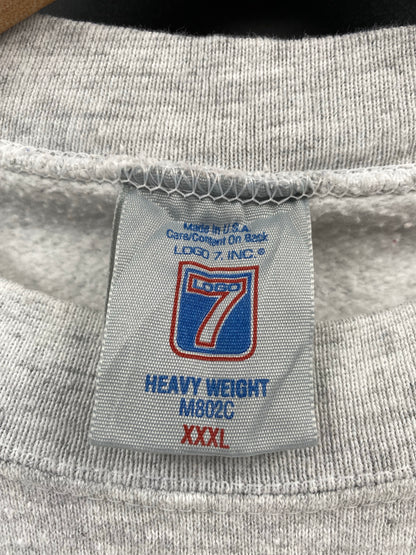 Made In U.S.A.
Care/Content On Back
LOGO 7, INC.®
LOGO
7
HEAVY WEIGHT
M802C
XXXL